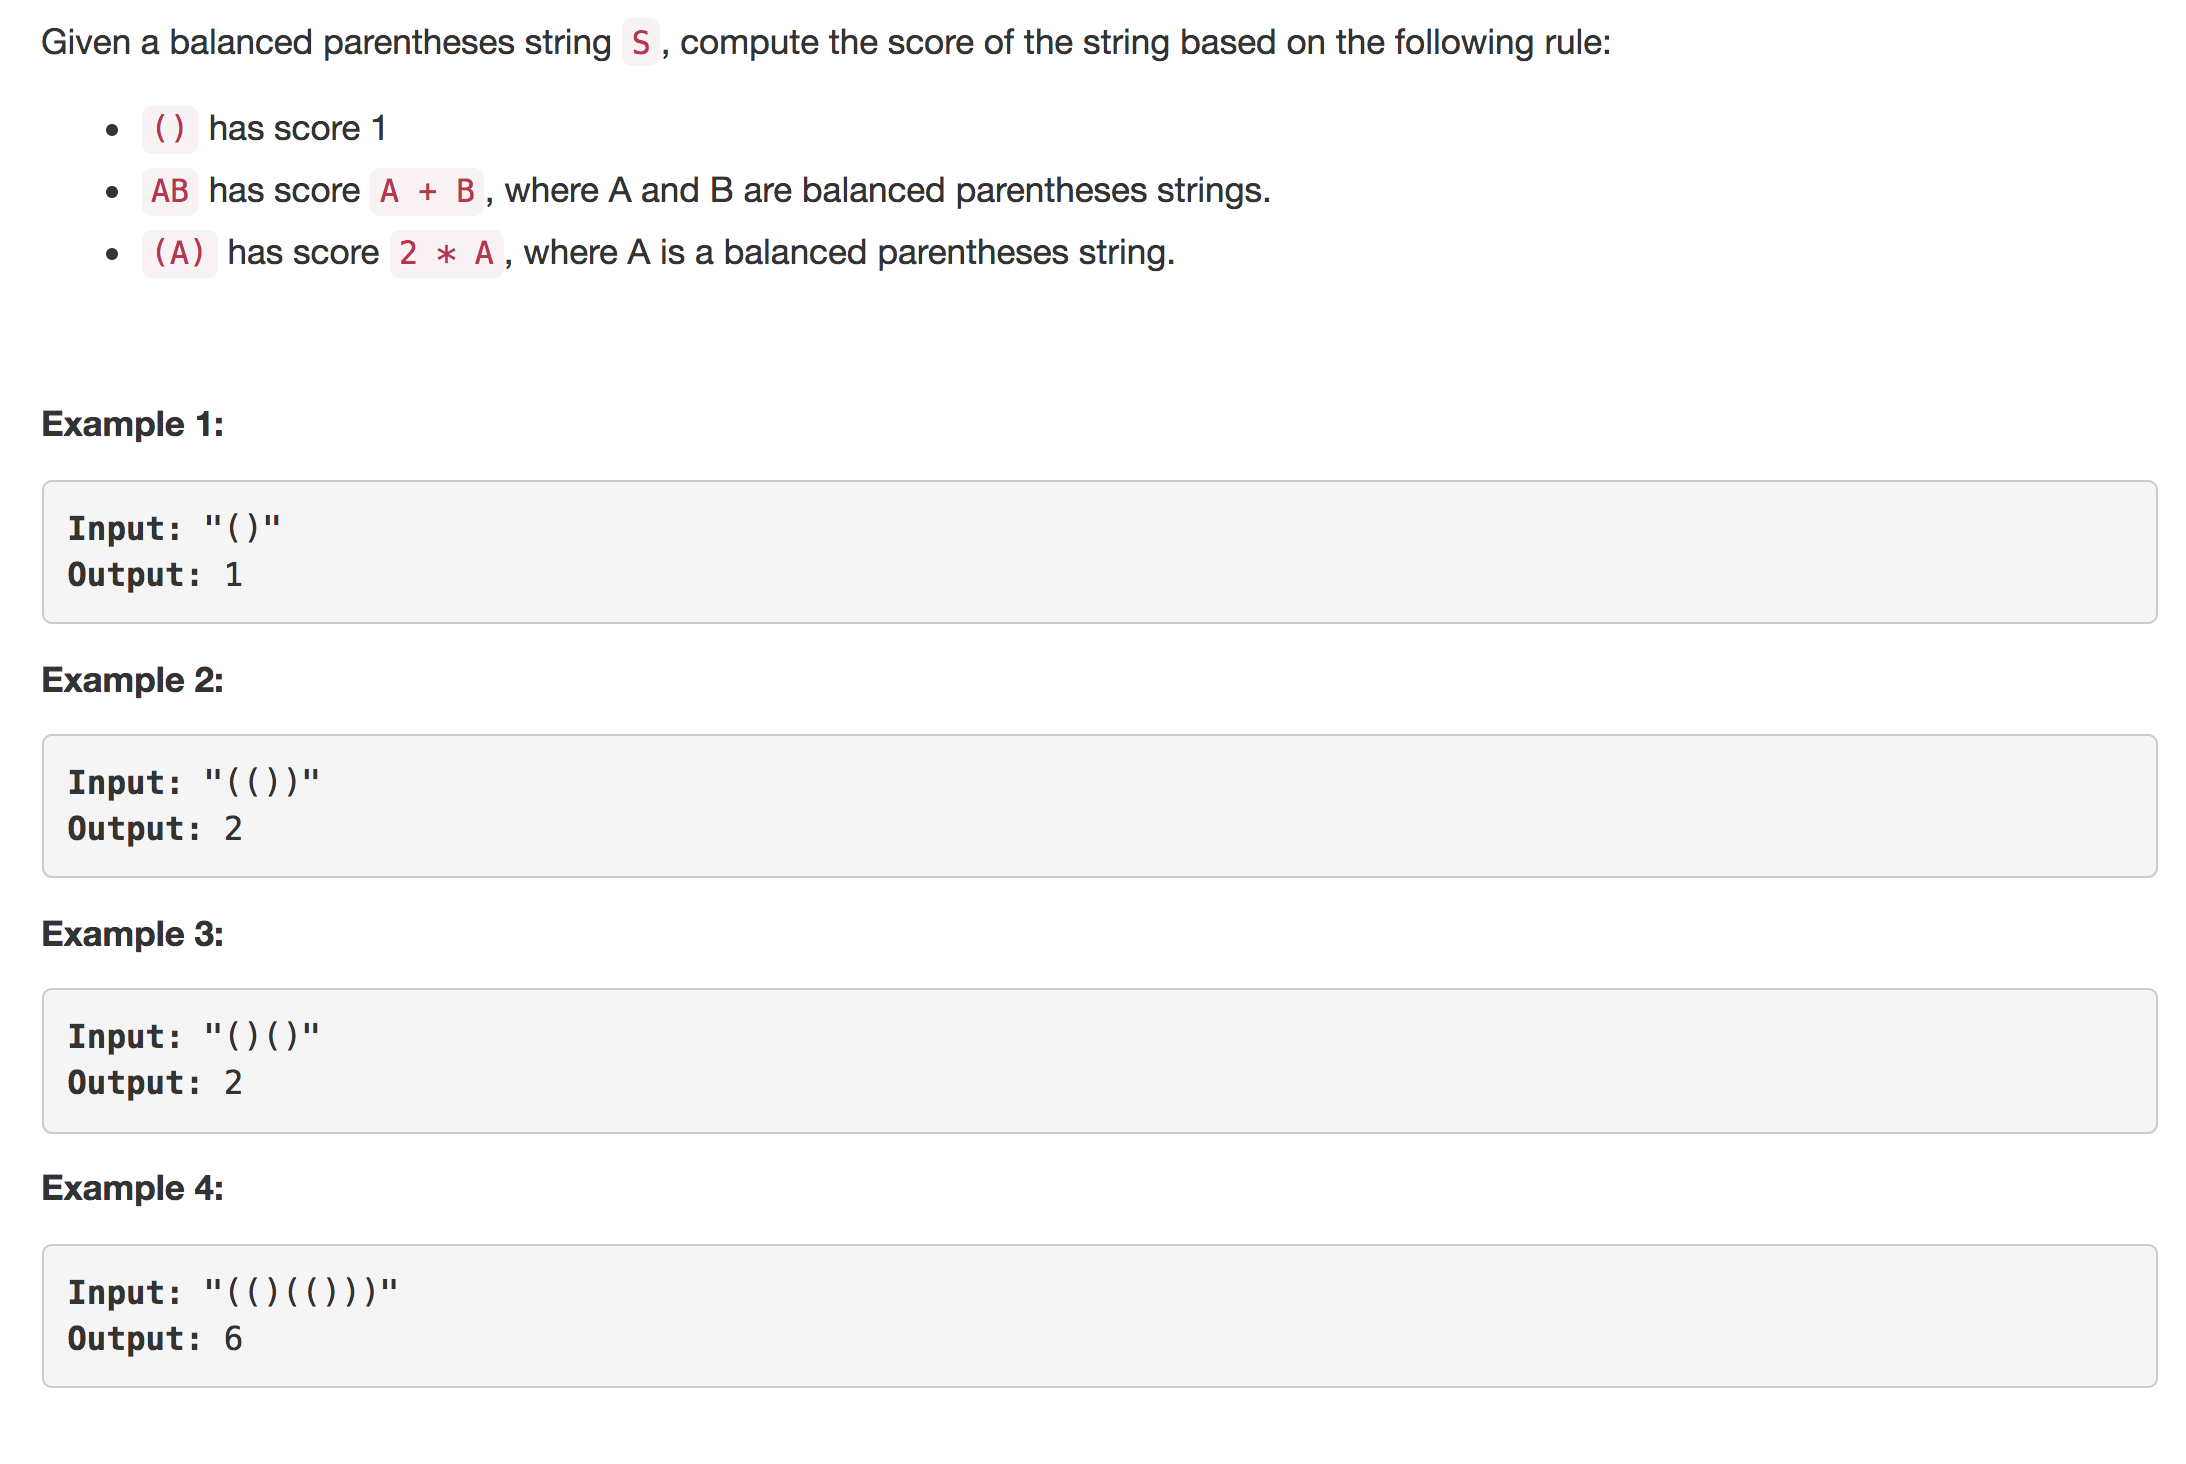 Given a balanced parentheses string S, compute the score of the string based on the following rule:
• () has score 1
• AB has score A + B, where A and B are balanced parentheses strings.
• (A) has score 2 * A, where A is a balanced parentheses string.
Example 1:
Input: "()"
Output: 1
Example 2:
Input: "(())"
Output: 2
Example 3:
Input: "()()"
Output: 2
Example 4:
Input: "(()(()))"
Output: 6